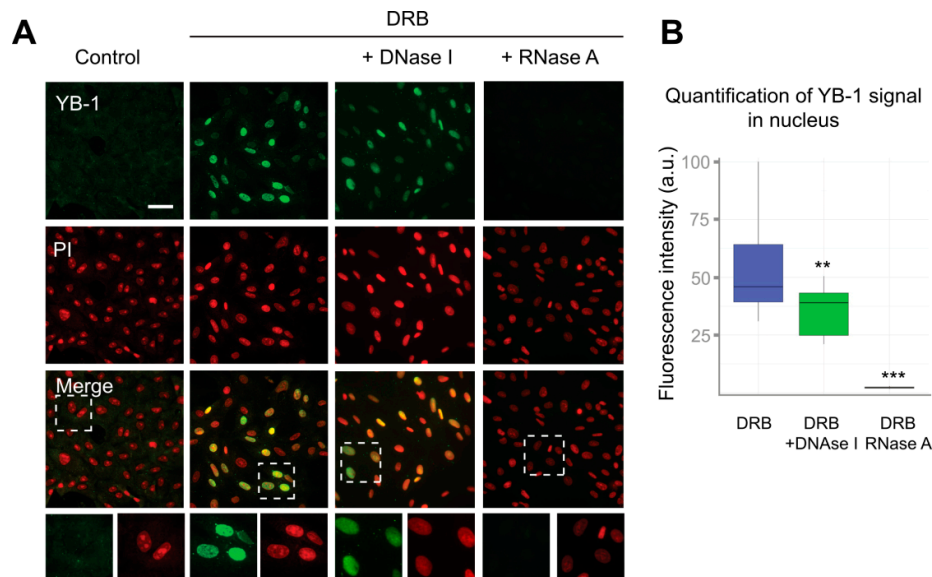 A
DRB
Control
+ DNase I
+ RNase A
YB-1
PI
Merge
B
Quantification of YB-1 signal
in nucleus
Fluorescence intensity (a.u.)
100
75
50
25
**
***
DRB
DRB
+DNAse I
DRB
RNase A